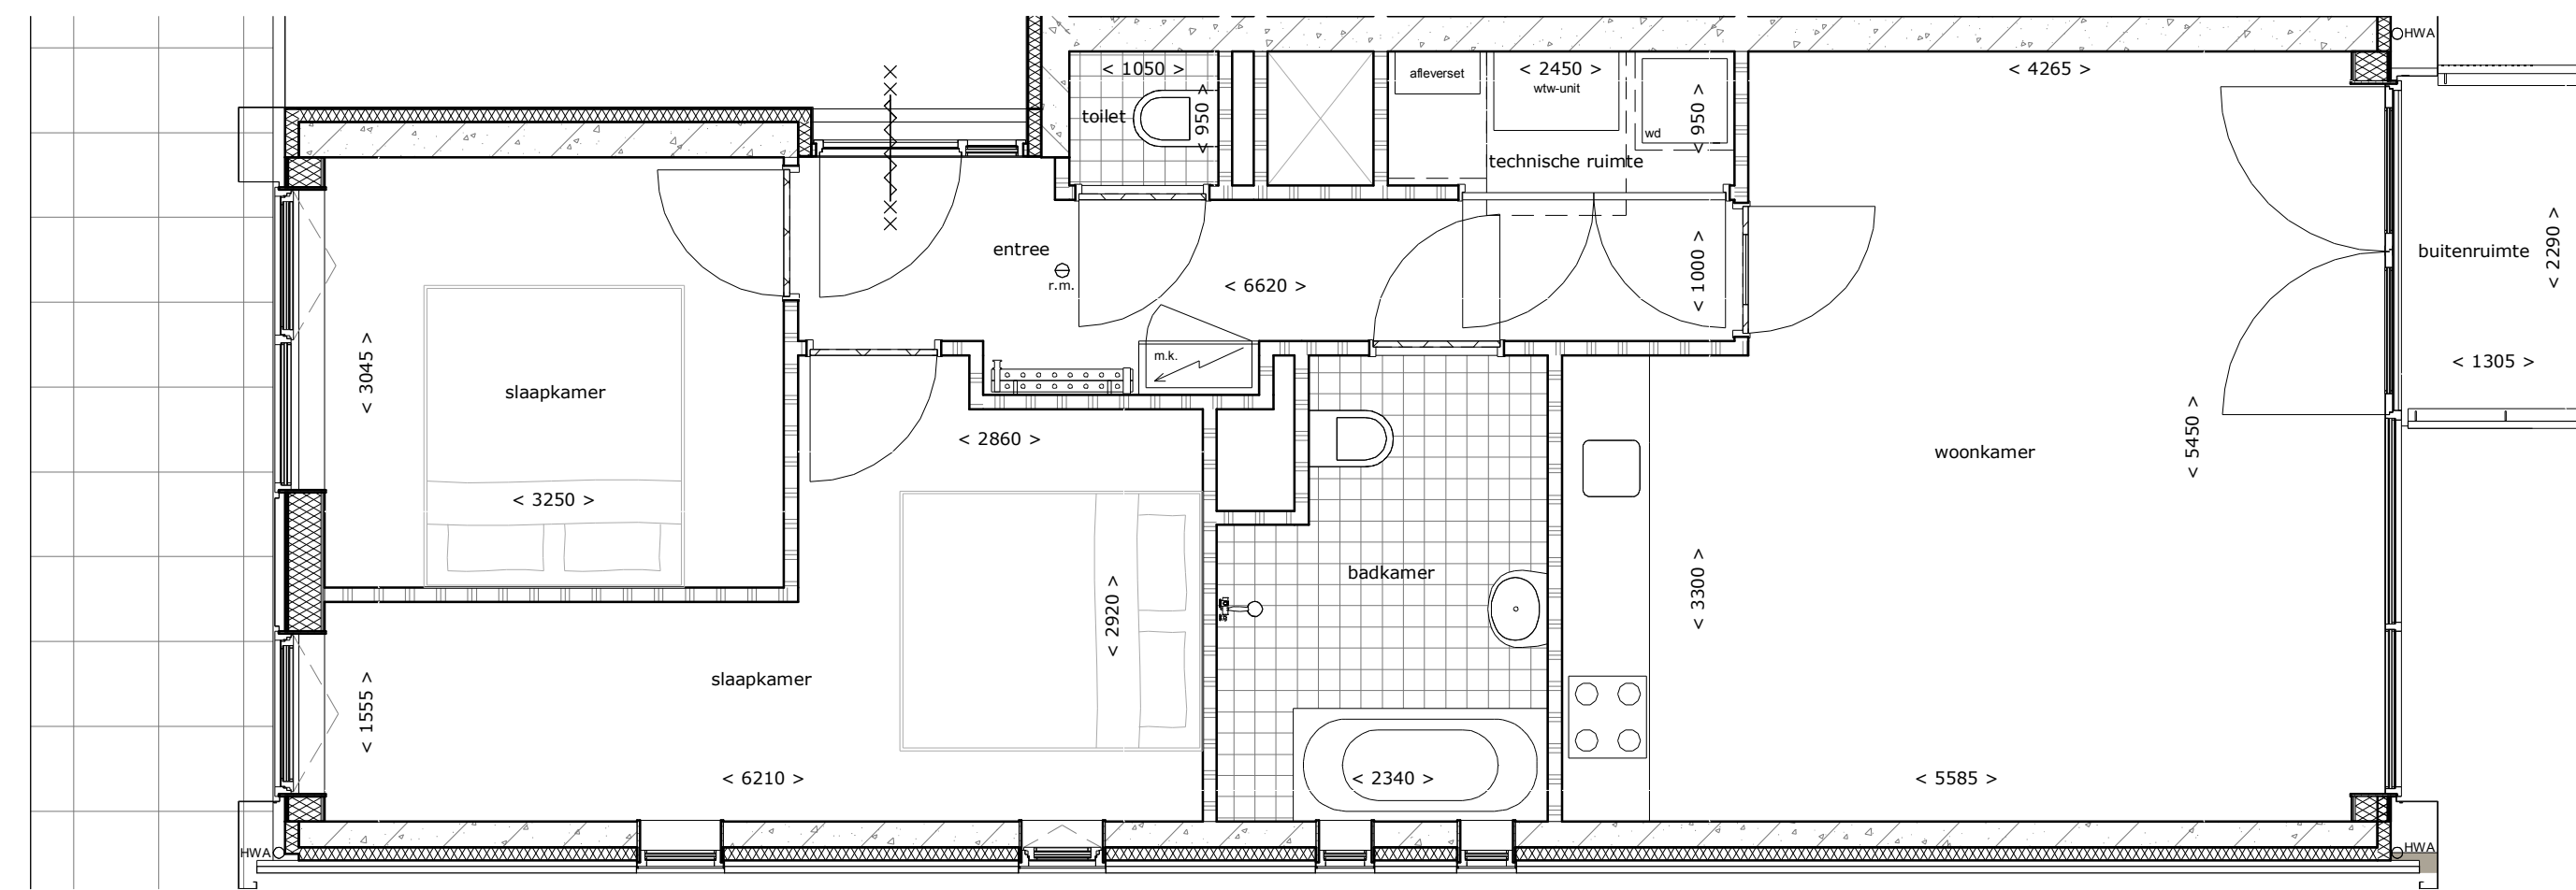 HWA
< 1050 >
afleverset
< 2450 >
wtw-unit
< 4265 >
toilet
< 950 >
wd
< 950 >
technische ruimte
entree
r.m.
< 6620 >
< 1000 >
buitenruimte
< 2290 >
m.k.
< 3045 >
slaapkamer
< 1305 >
< 2860 >
< 5450 >
woonkamer
< 3250 >
badkamer
< 3300 >
< 2920 >
slaapkamer
< 1555 >
< 6210 >
< 2340 >
< 5585 >
HWA
HWA